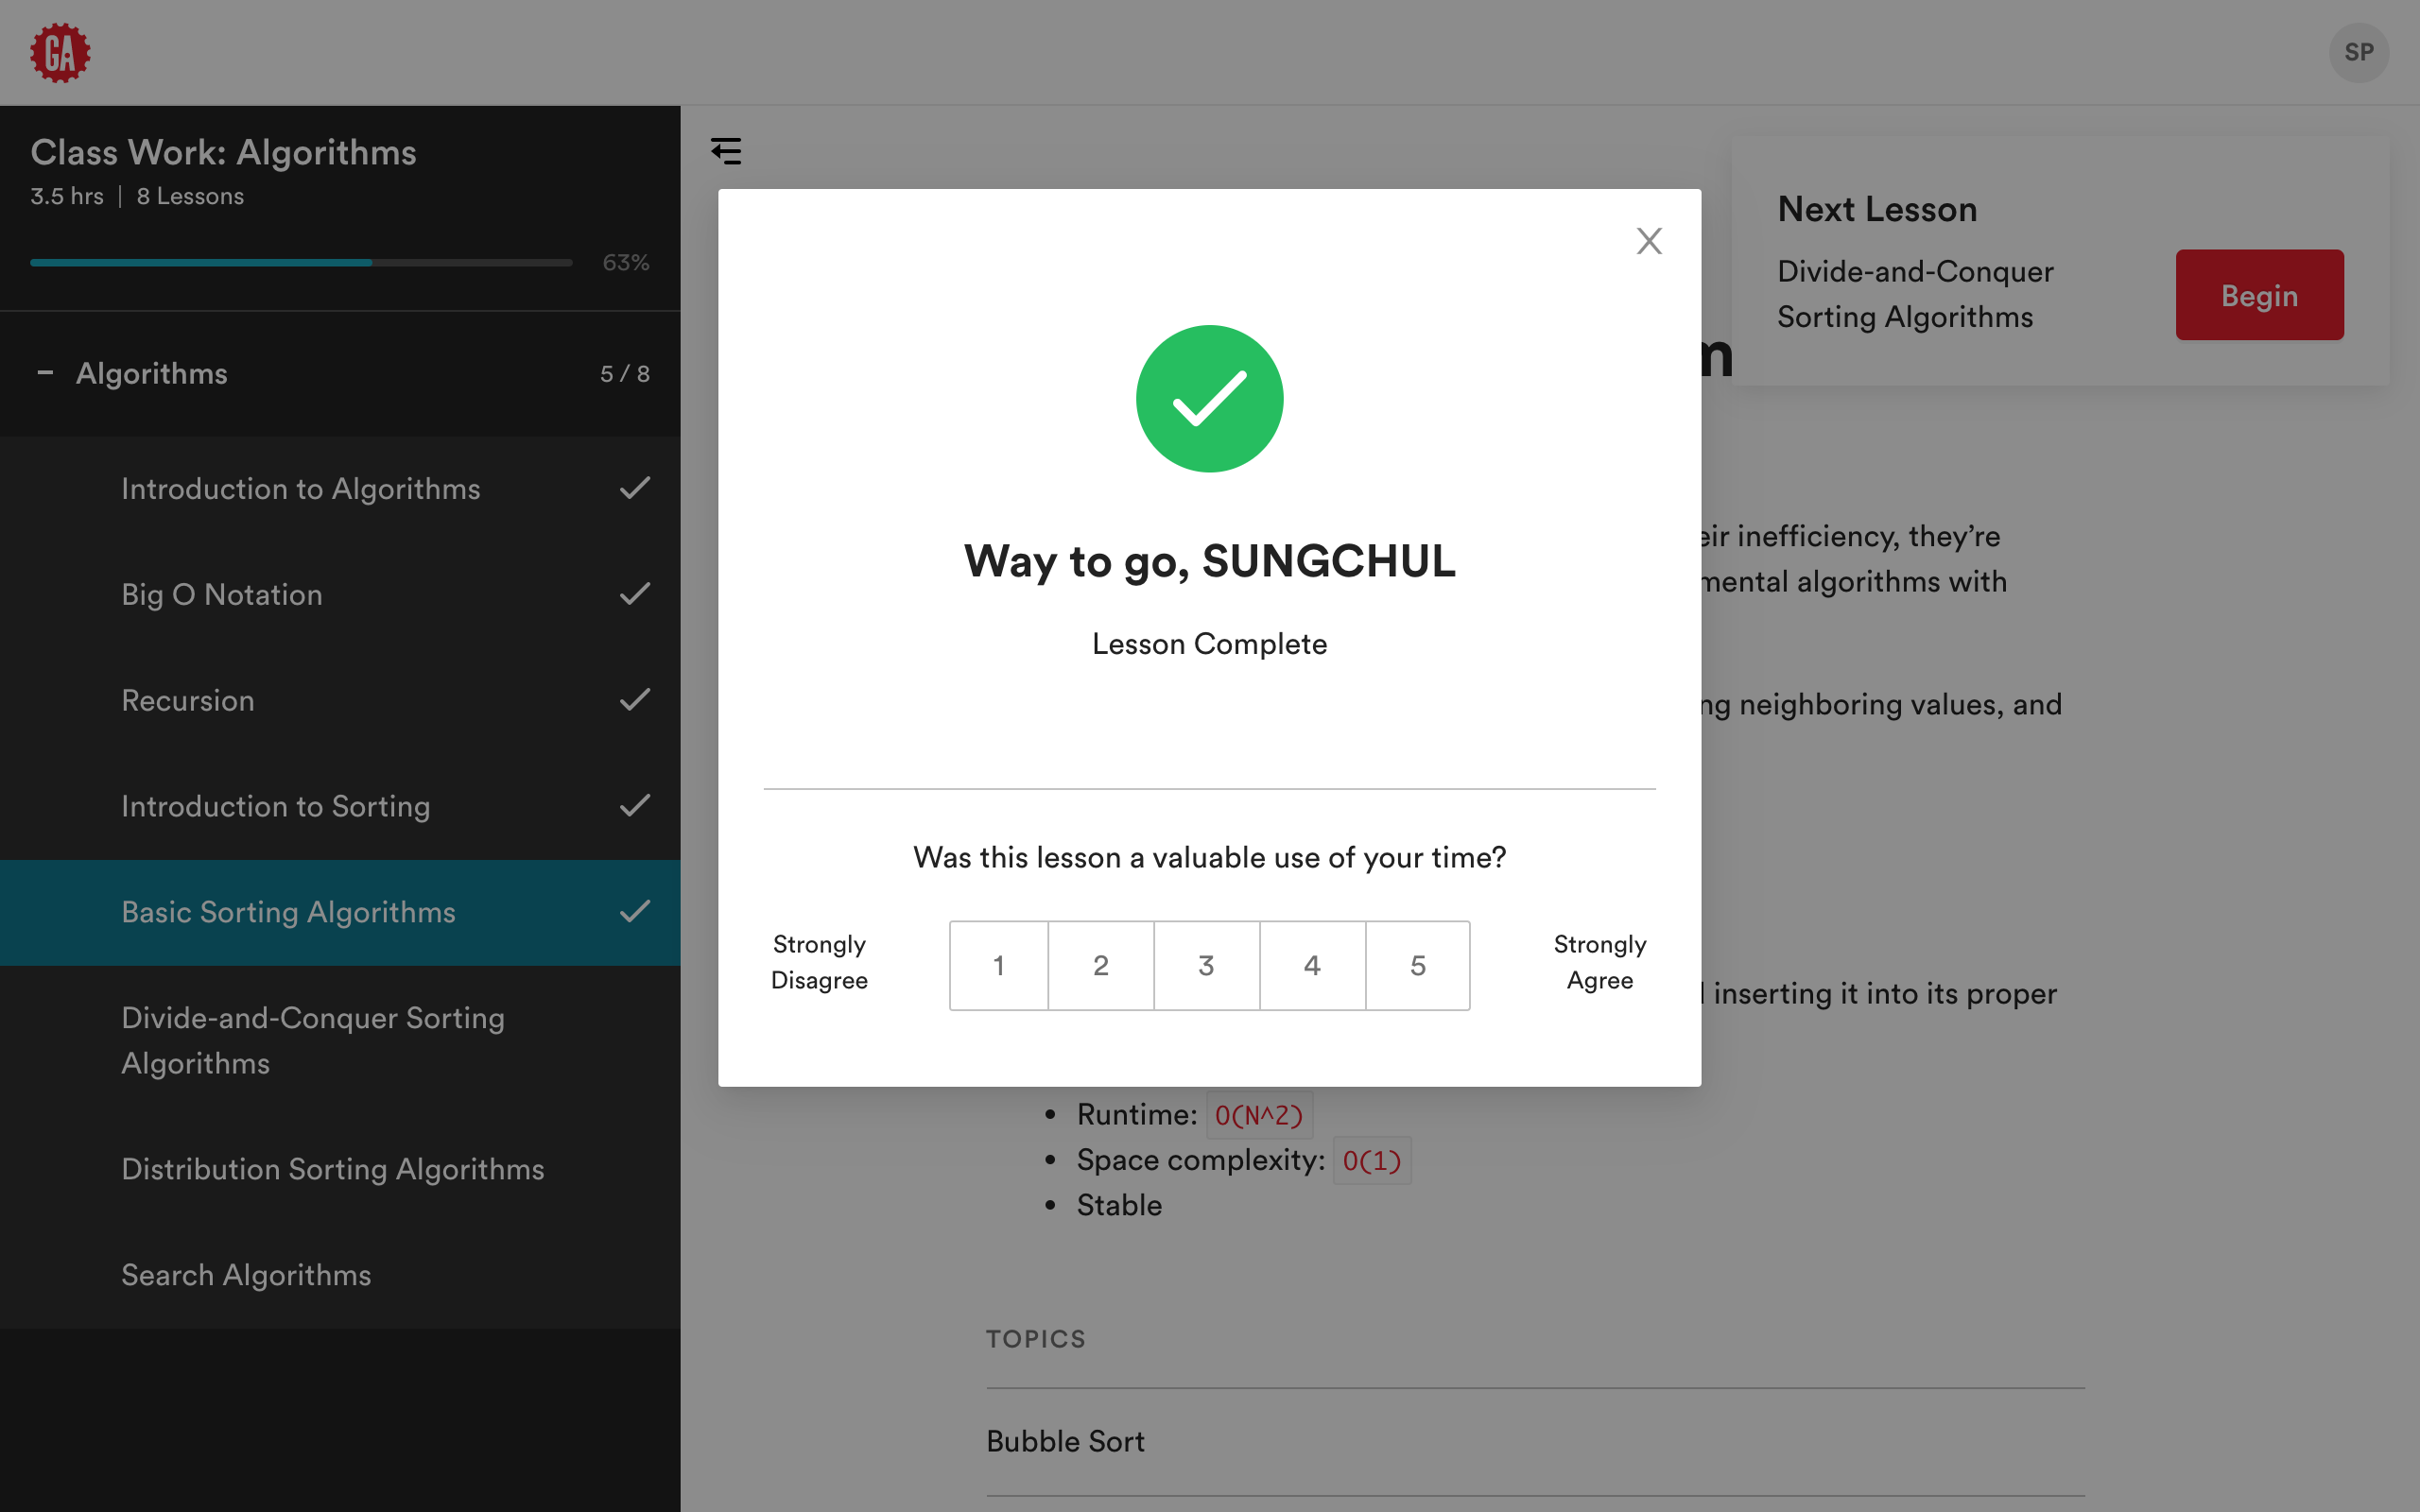 GA
SP
Class Work: Algorithms
3.5 hrs | 8 Lessons
63%
Algorithms 5 / 8
Introduction to Algorithms
Big O Notation
Recursion
Introduction to Sorting
Basic Sorting Algorithms
Divide-and-Conquer Sorting
Algorithms
Distribution Sorting Algorithms
Search Algorithms
Next Lesson
Divide-and-Conquer
Sorting Algorithms
Begin
Way to go, SUNGCHUL
Lesson Complete
Was this lesson a valuable use of your time?
Strongly
Disagree
1 2 3 4 5
Strongly
Agree
inefficiency, they’re
algorithms with
neighboring values, and
inserting it into its proper
Runtime: O(N^2)
Space complexity: O(1)
Stable
TOPICS
Bubble Sort